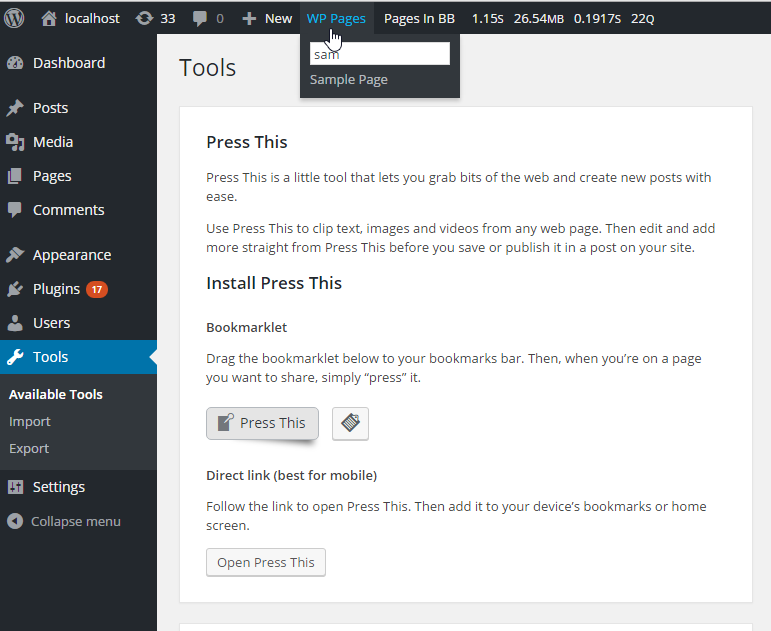 localhost 33 0 New WP Pages Pages In BB 1.15s 26.54MB 0.1917s 22Q
sam
Sample Page
Dashboard
Posts
Media
Pages
Comments
Appearance
Plugins 17
Users
Tools
Available Tools
Import
Export
Settings
Collapse menu
Tools
Press This
Press This is a little tool that lets you grab bits of the web and create new posts with
ease.
Use Press This to clip text, images and videos from any web page. Then edit and add
more straight from Press This before you save or publish it in a post on your site.
Install Press This
Bookmarklet
Drag the bookmarklet below to your bookmarks bar. Then, when you’re on a page
you want to share, simply “press” it.
Press This
Direct link (best for mobile)
Follow the link to open Press This. Then add it to your device’s bookmarks or home
screen.
Open Press This